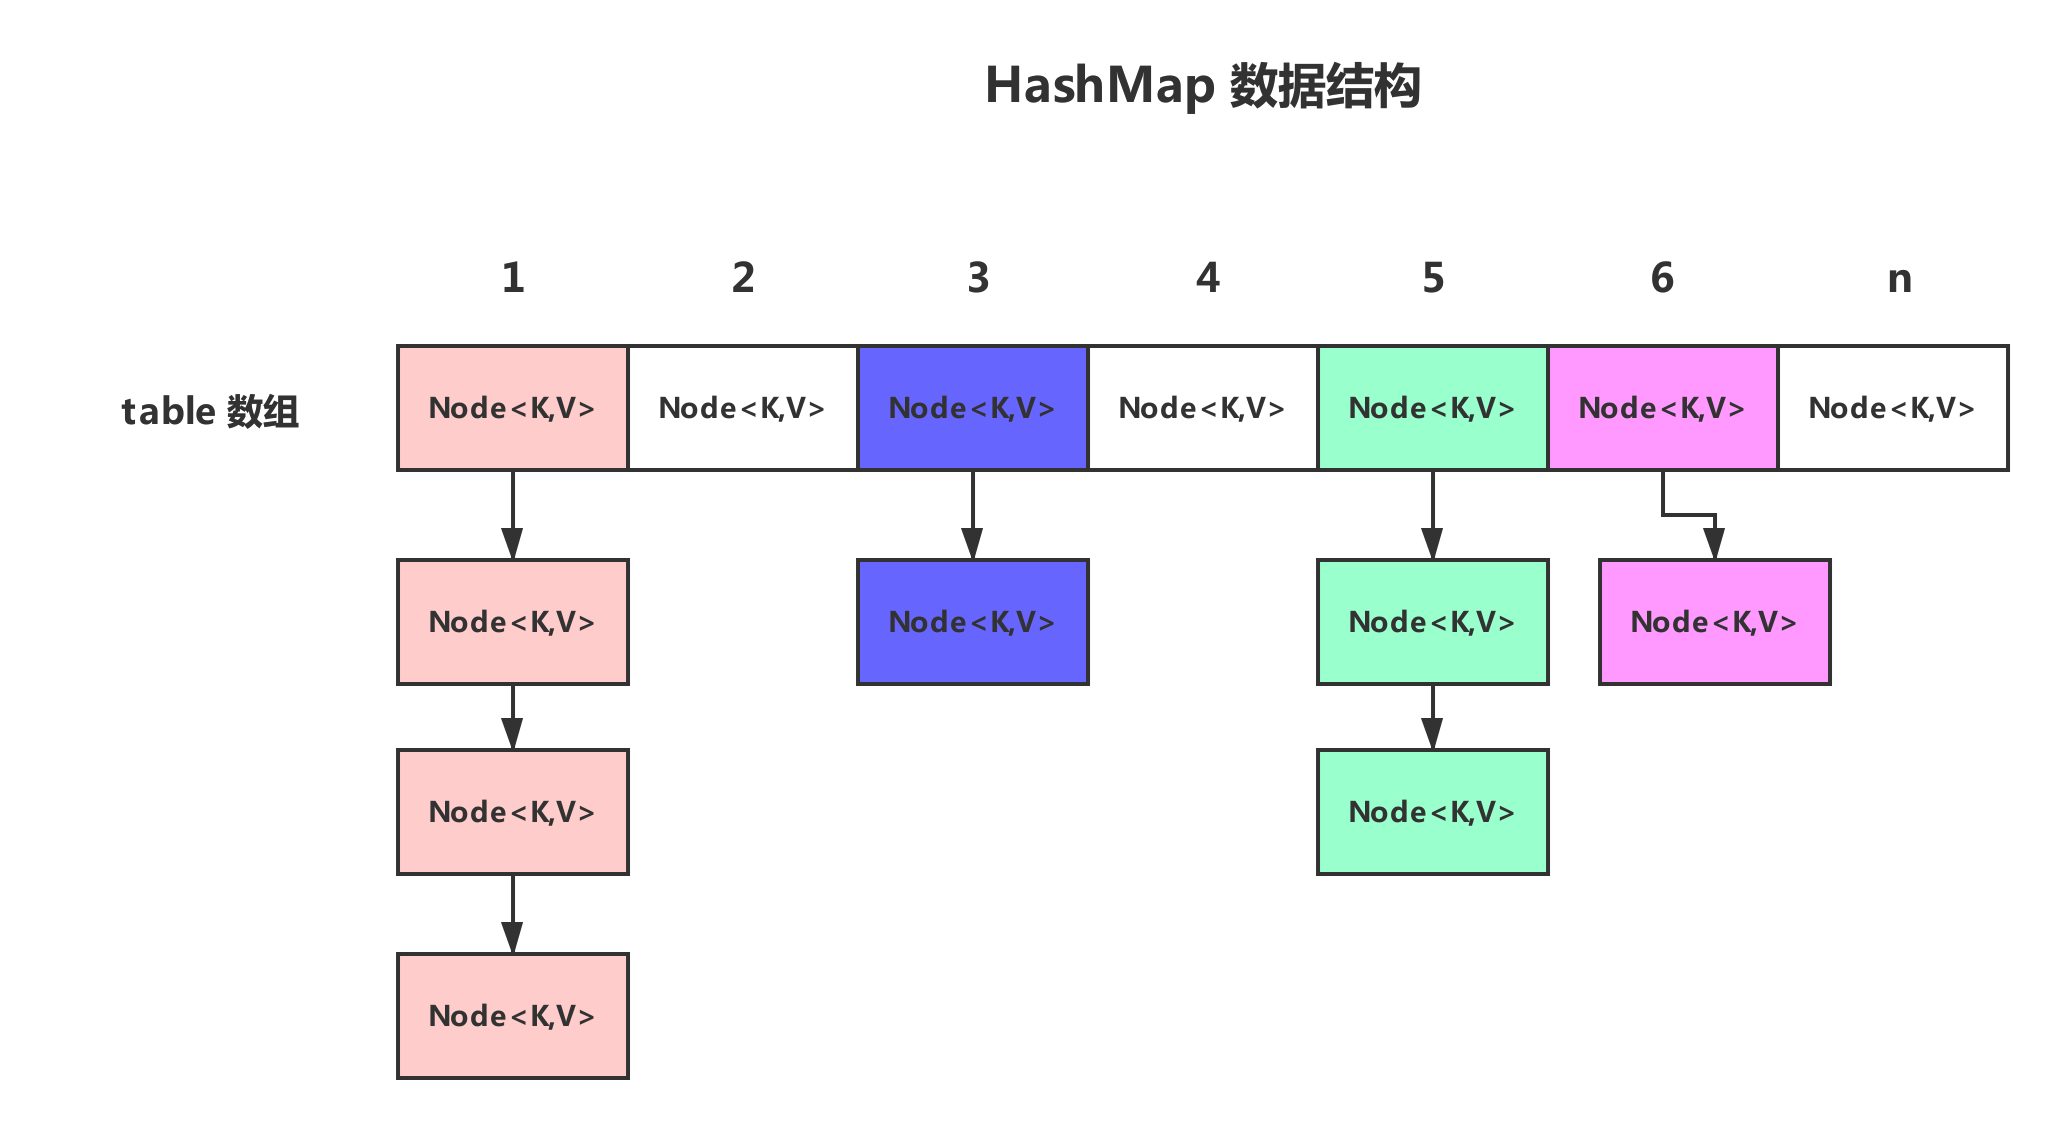 HashMap 数据结构
1 2 3 4 5 6 n
table 数组 Node<K,V> Node<K,V> Node<K,V> Node<K,V> Node<K,V> Node<K,V> Node<K,V>
Node<K,V> Node<K,V> Node<K,V> Node<K,V>
Node<K,V> Node<K,V>
Node<K,V>